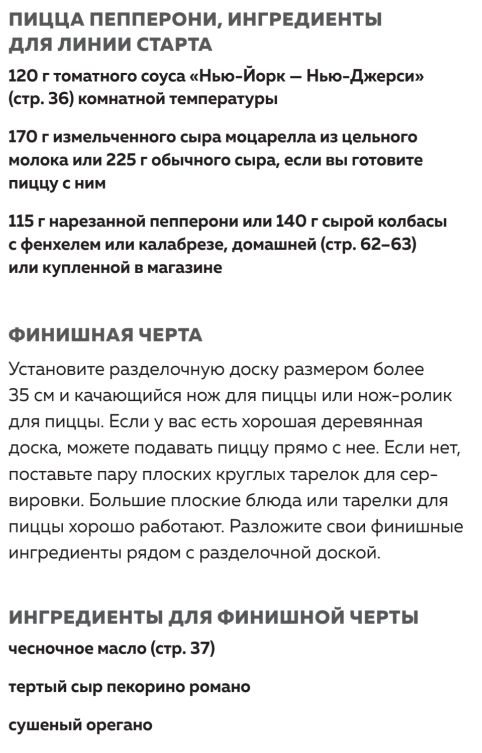 ПИЦЦА ПЕППЕРОНИ, ИНГРЕДИЕНТЫ
ДЛЯ ЛИНИИ СТАРТА
120 г томатного соуса «Нью-Йорк — Нью-Джерси»
(стр. 36) комнатной температуры
170 г измельченного сыра моцарелла из цельного
молока или 225 г обычного сыра, если вы готовите
пиццу с ним
115 г нарезанной пепперони или 140 г сырой колбасы
с фенхелем или калабрезе, домашней (стр. 62–63)
или купленной в магазине
ФИНИШНАЯ ЧЕРТА
Установите разделочную доску размером более
35 см и качающийся нож для пиццы или нож-ролик
для пиццы. Если у вас есть хорошая деревянная
доска, можете подавать пиццу прямо с нее. Если нет,
поставьте пару плоских круглых тарелок для сер-
вировки. Большие плоские блюда или тарелки для
пиццы хорошо работают. Разложите свои финишные
ингредиенты рядом с разделочной доской.
ИНГРЕДИЕНТЫ ДЛЯ ФИНИШНОЙ ЧЕРТЫ
чесночное масло (стр. 37)
тертый сыр пекорино романо
сушеный орегано